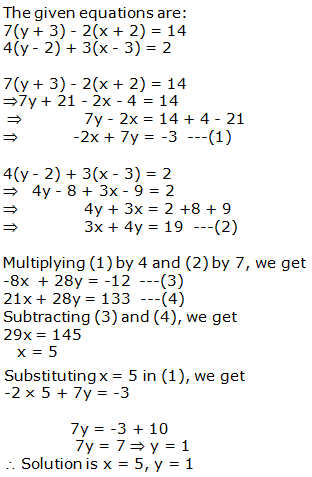 The given equations are:
7(y + 3) - 2(x + 2) = 14
4(y - 2) + 3(x - 3) = 2
7(y + 3) - 2(x + 2) = 14
⇒7y + 21 - 2x - 4 = 14
⇒ 7y - 2x = 14 + 4 - 21
⇒ -2x + 7y = -3 ---(1)
4(y - 2) + 3(x - 3) = 2
⇒ 4y - 8 + 3x - 9 = 2
⇒ 4y + 3x = 2 +8 + 9
⇒ 3x + 4y = 19 ---(2)
Multiplying (1) by 4 and (2) by 7, we get
-8x + 28y = -12 ---(3)
21x + 28y = 133 ---(4)
Subtracting (3) and (4), we get
29x = 145
x = 5
Substituting x = 5 in (1), we get
-2 × 5 + 7y = -3
7y = -3 + 10
7y = 7 ⇒ y = 1
∴ Solution is x = 5, y = 1